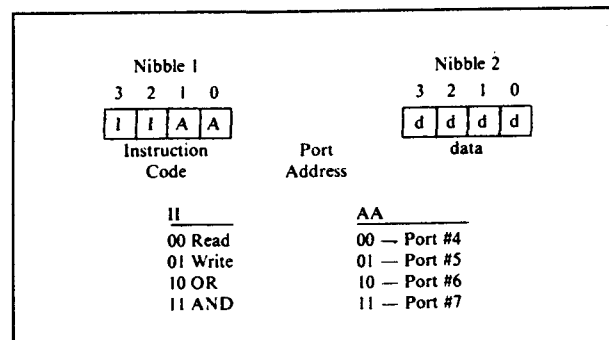 Nibble 1 Nibble 2
3 2 1 0 3 2 1 0
I I A A d d d d
Instruction Port data
Code Address
II AA
00 Read 00 — Port #4
01 Write 01 — Port #5
10 OR 10 — Port #6
11 AND 11 — Port #7